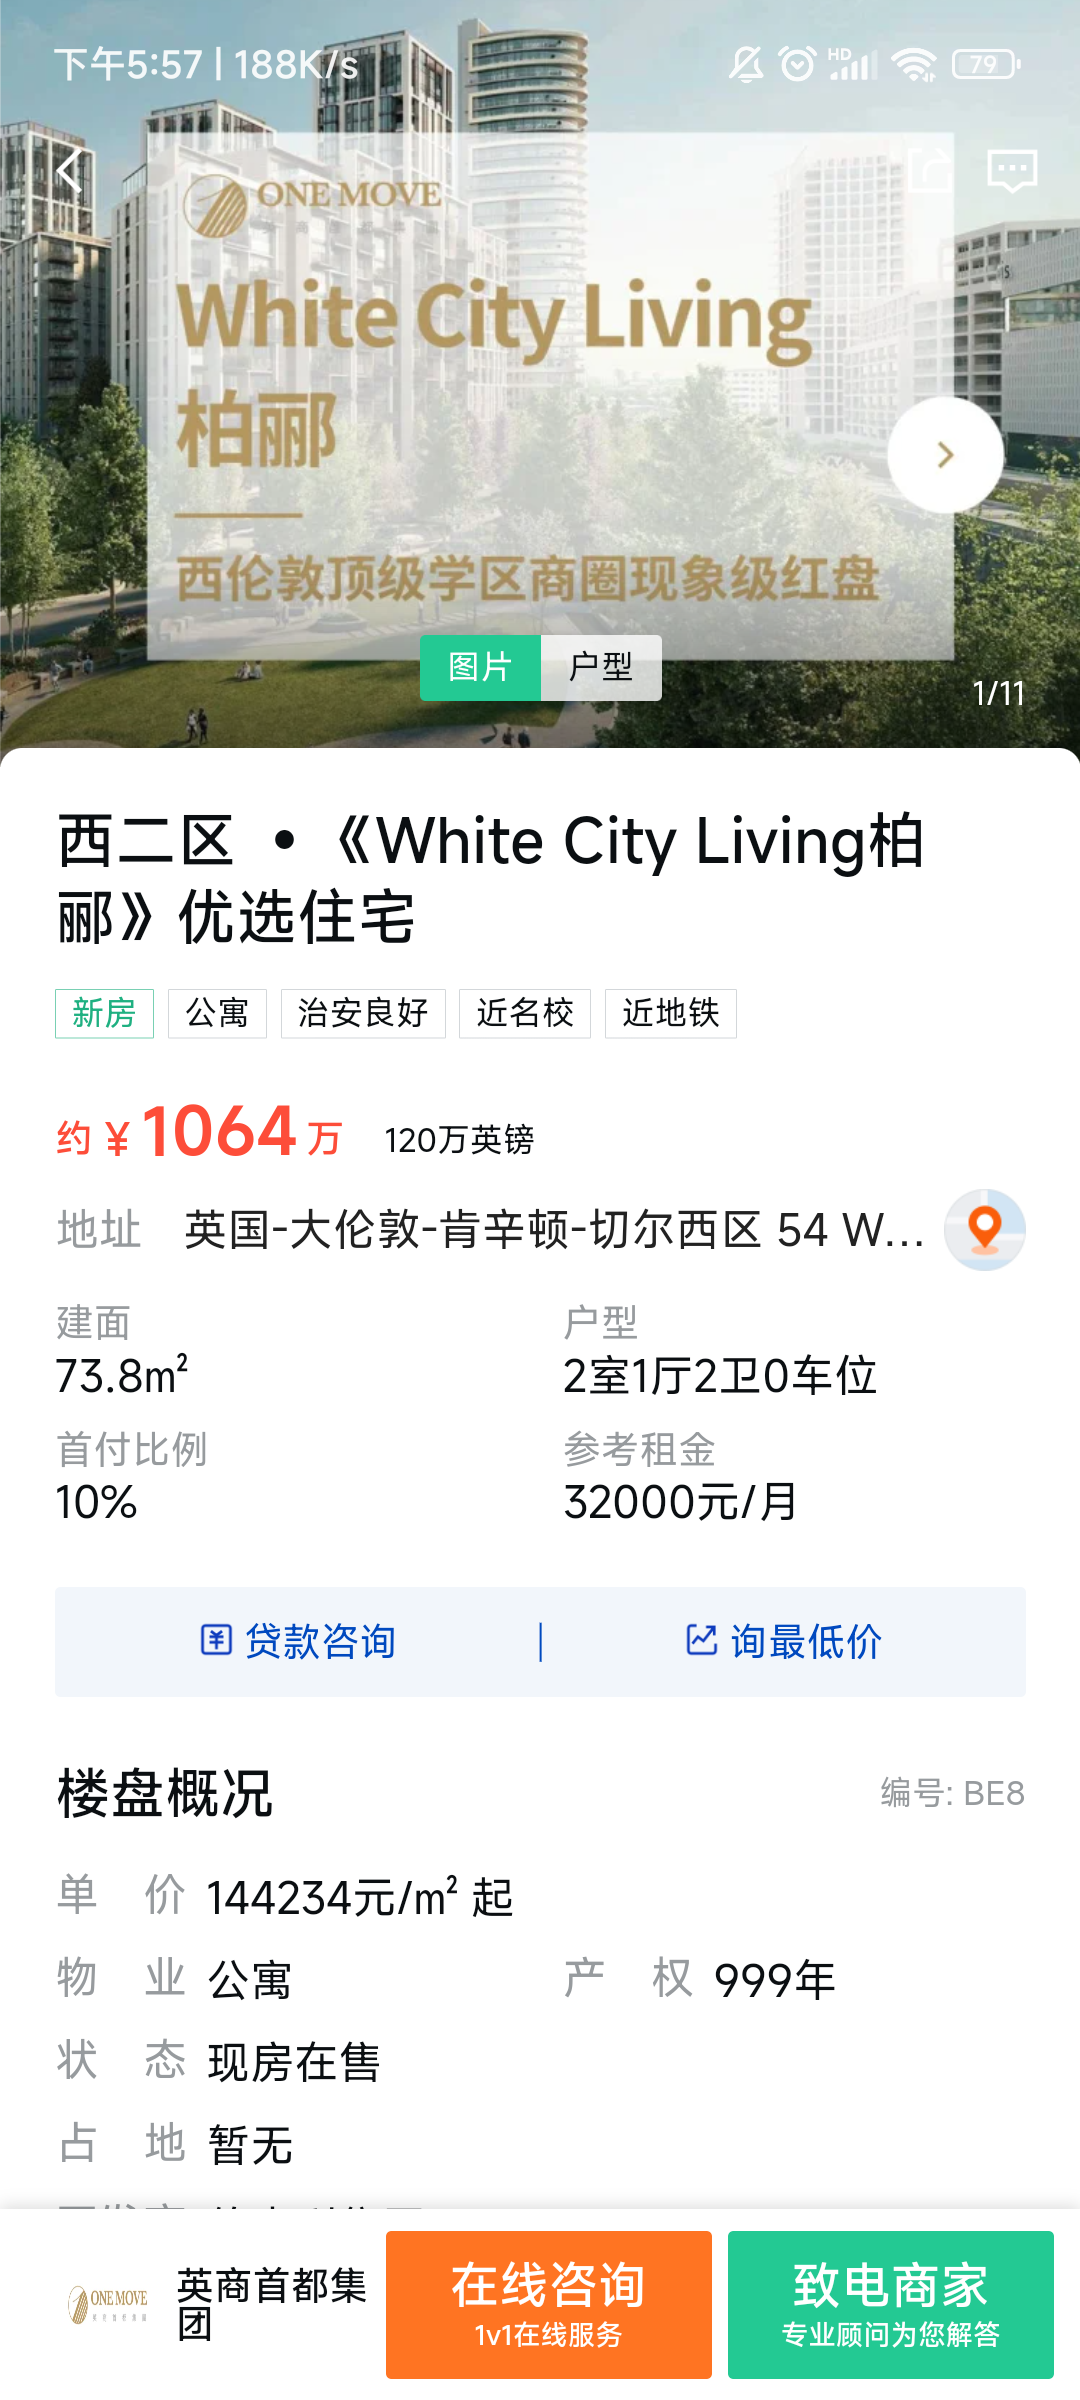 下午5:57 | 188K/s
HD
79
ONE MOVE
White City Living
柏郦
西伦敦顶级学区商圈现象级红盘
图片 户型
1/11
西二区 • 《White City Living柏
郦》优选住宅
新房 公寓 治安良好 近名校 近地铁
约 ¥1064万 120万英镑
地址 英国-大伦敦-肯辛顿-切尔西区 54 W...
建面 户型
73.8m² 2室1厅2卫0车位
首付比例 参考租金
10% 32000元/月
贷款咨询 | 询最低价
楼盘概况 编号: BE8
单价 144234元/m² 起
物业 公寓 产权 999年
状态 现房在售
占地 暂无
ONE MOVE
英商首都集
团
在线咨询
1v1在线服务
致电商家
专业顾问为您解答